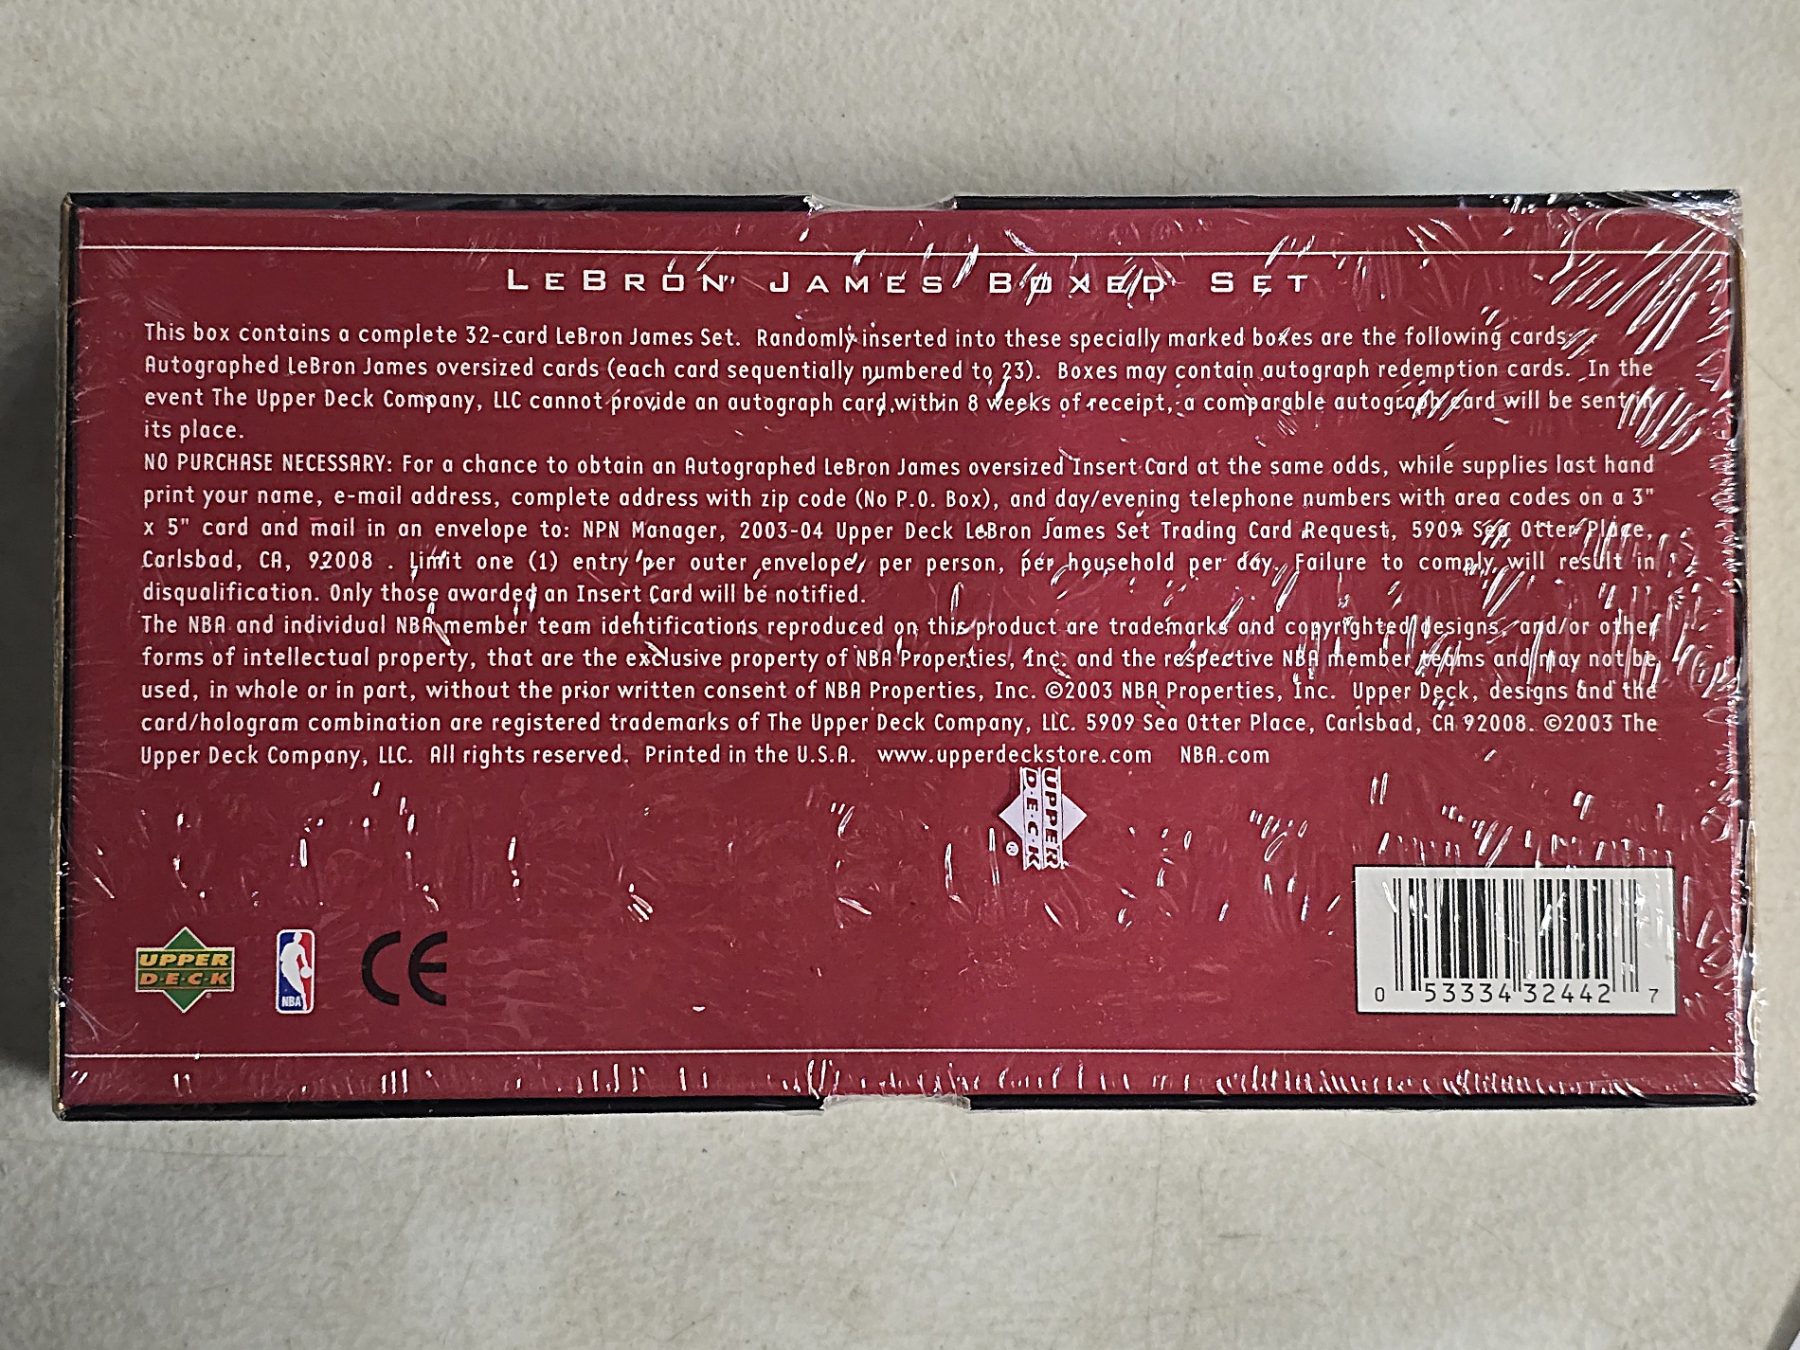 LEBRON JAMES BOXED SET
This box contains a complete 32-card LeBron James Set. Randomly inserted into these specially marked boxes are the following cards:
Autographed LeBron James oversized cards (each card sequentially numbered to 23). Boxes may contain autograph redemption cards. In the
event The Upper Deck Company, LLC cannot provide an autograph card within 8 weeks of receipt, a comparable autograph card will be sent in
its place.
NO PURCHASE NECESSARY: For a chance to obtain an Autographed LeBron James oversized Insert Card at the same odds, while supplies last hand
print your name, e-mail address, complete address with zip code (No P.O. Box), and day/evening telephone numbers with area codes on a 3"
x 5" card and mail in an envelope to: NPN Manager, 2003-04 Upper Deck LeBron James Set Trading Card Request, 5909 Sea Otter Place,
Carlsbad, CA, 92008 . Limit one (1) entry per outer envelope, per person, per household per day. Failure to comply will result in
disqualification. Only those awarded an Insert Card will be notified.
The NBA and individual NBA member team identifications reproduced on this product are trademarks and copyrighted designs, and/or other
forms of intellectual property, that are the exclusive property of NBA Properties, Inc. and the respective NBA member teams and may not be
used, in whole or in part, without the prior written consent of NBA Properties, Inc. ©2003 NBA Properties, Inc. Upper Deck, designs and the
card/hologram combination are registered trademarks of The Upper Deck Company, LLC. 5909 Sea Otter Place, Carlsbad, CA 92008. ©2003 The
Upper Deck Company, LLC. All rights reserved. Printed in the U.S.A. www.upperdeckstore.com NBA.com
UPPER
D·E·C·K®
UPPER
D·E·C·K®
NBA
CE
0 53334 32442 7